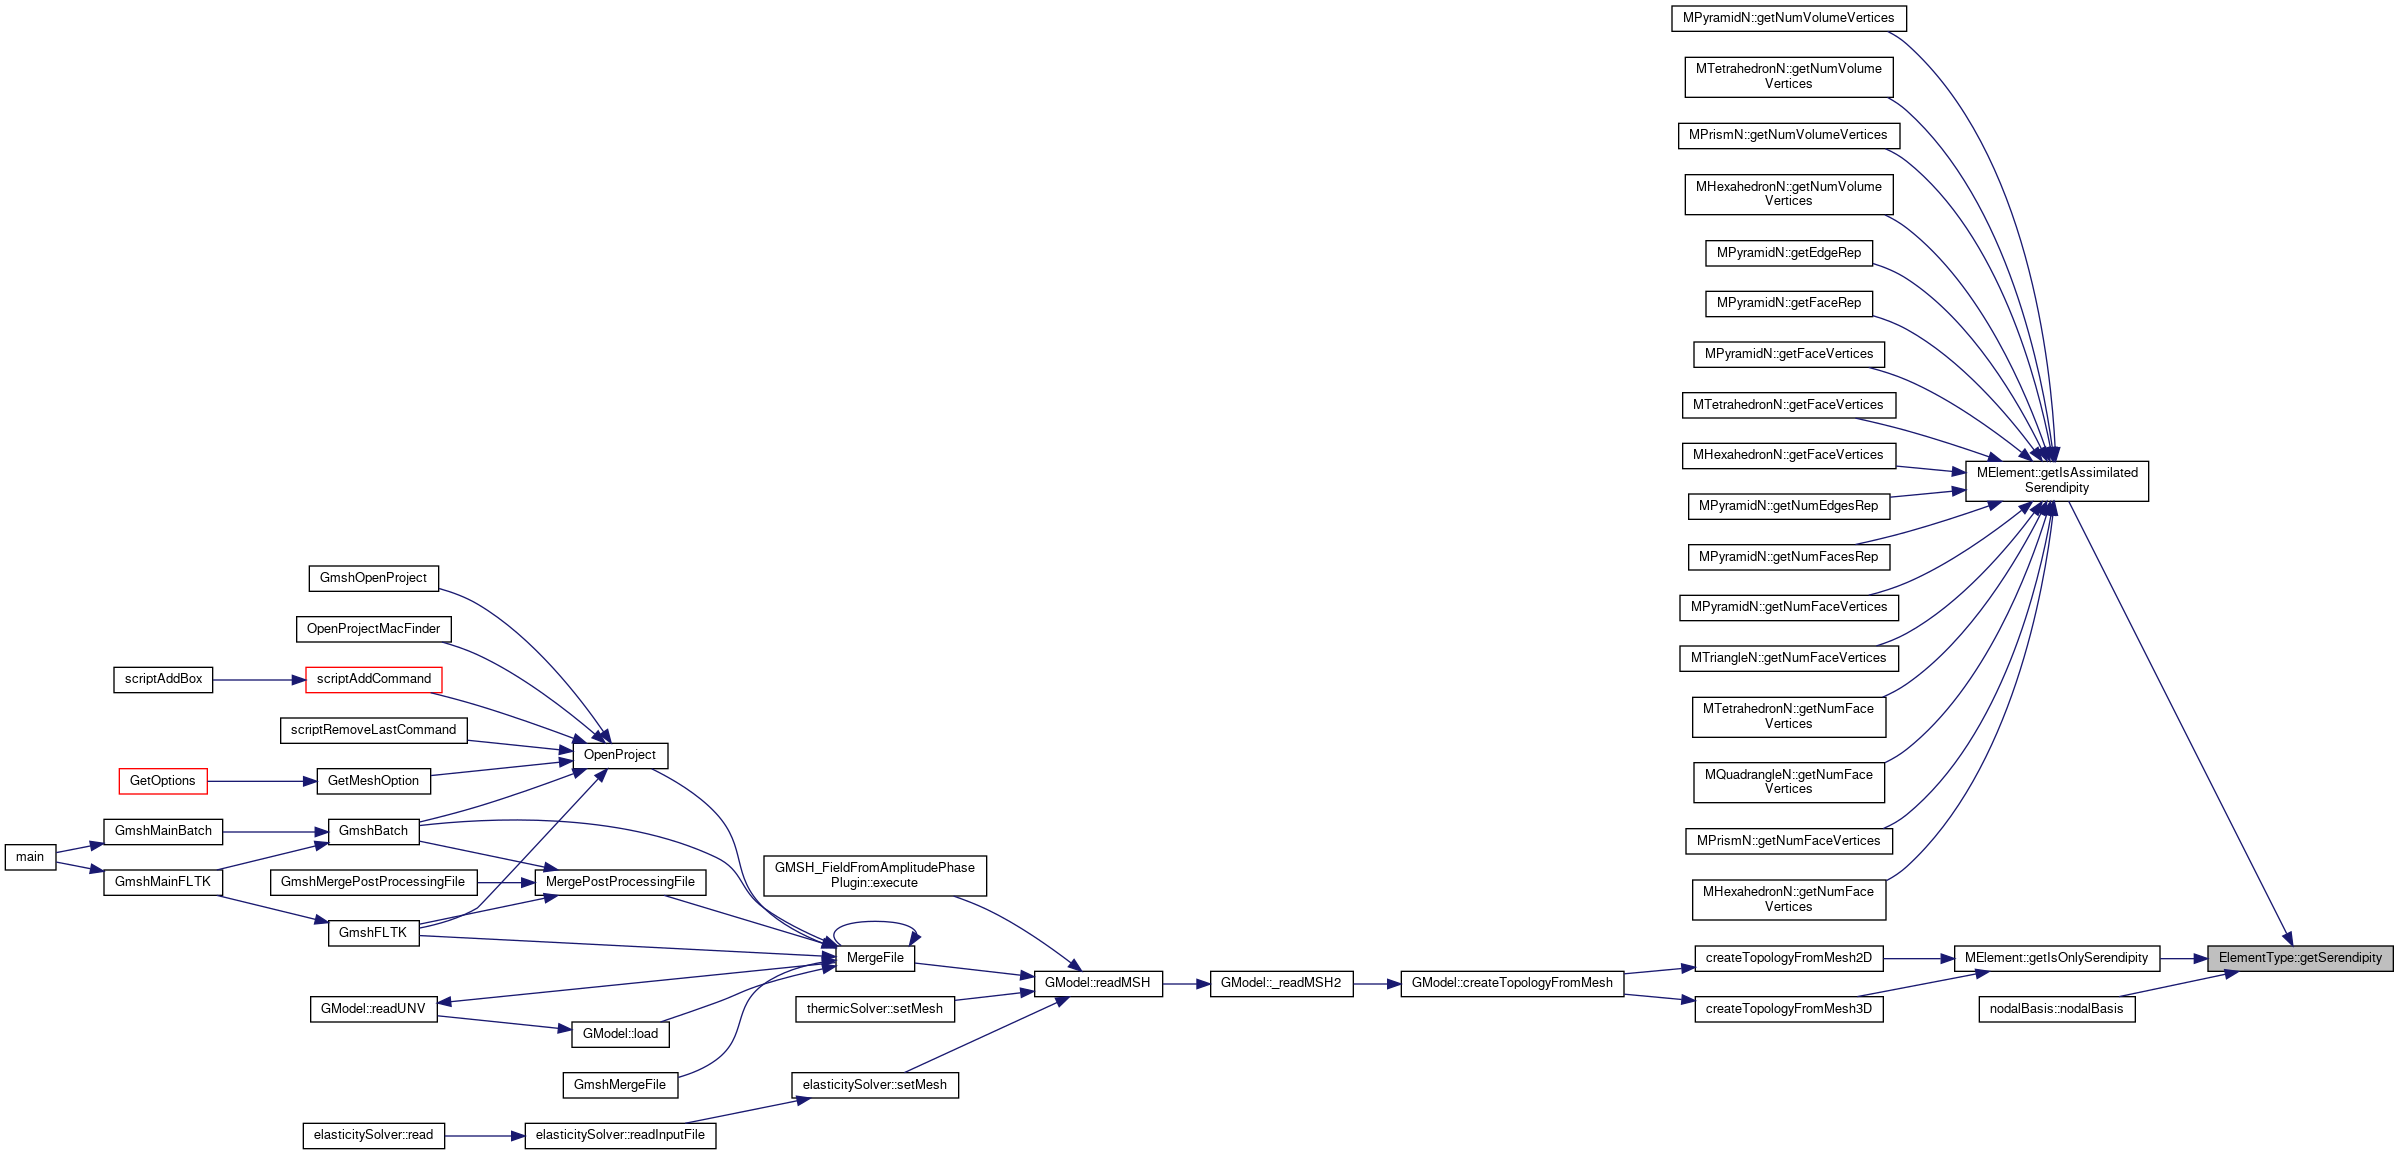 MPyramidN::getNumVolumeVertices
MTetrahedronN::getNumVolume
Vertices
MPrismN::getNumVolumeVertices
MHexahedronN::getNumVolume
Vertices
MPyramidN::getEdgeRep
MPyramidN::getFaceRep
MPyramidN::getFaceVertices
MTetrahedronN::getFaceVertices
MHexahedronN::getFaceVertices
MElement::getIsAssimilated
Serendipity
MPyramidN::getNumEdgesRep
MPyramidN::getNumFacesRep
MPyramidN::getNumFaceVertices
MTriangleN::getNumFaceVertices
MTetrahedronN::getNumFace
Vertices
MQuadrangleN::getNumFace
Vertices
MPrismN::getNumFaceVertices
MHexahedronN::getNumFace
Vertices
GmshOpenProject
OpenProjectMacFinder
scriptAddBox
scriptAddCommand
scriptRemoveLastCommand
OpenProject
GetOptions
GetMeshOption
GmshMainBatch
GmshBatch
main
GmshMainFLTK
GmshMergePostProcessingFile
MergePostProcessingFile
GMSH_FieldFromAmplitudePhase
Plugin::execute
GmshFLTK
MergeFile
createTopologyFromMesh2D
MElement::getIsOnlySerendipity
ElementType::getSerendipity
GModel::readMSH
GModel::_readMSH2
GModel::createTopologyFromMesh
GModel::readUNV
thermicSolver::setMesh
createTopologyFromMesh3D
nodalBasis::nodalBasis
GModel::load
GmshMergeFile
elasticitySolver::setMesh
elasticitySolver::read
elasticitySolver::readInputFile